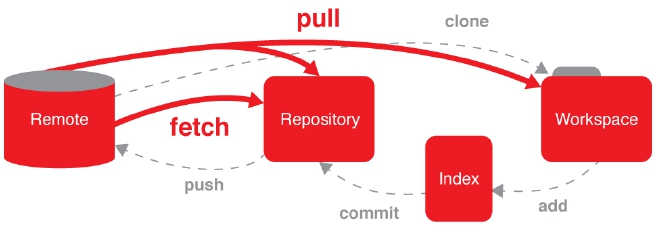 pull
clone
Remote
fetch
Repository
Workspace
push
Index
commit
add